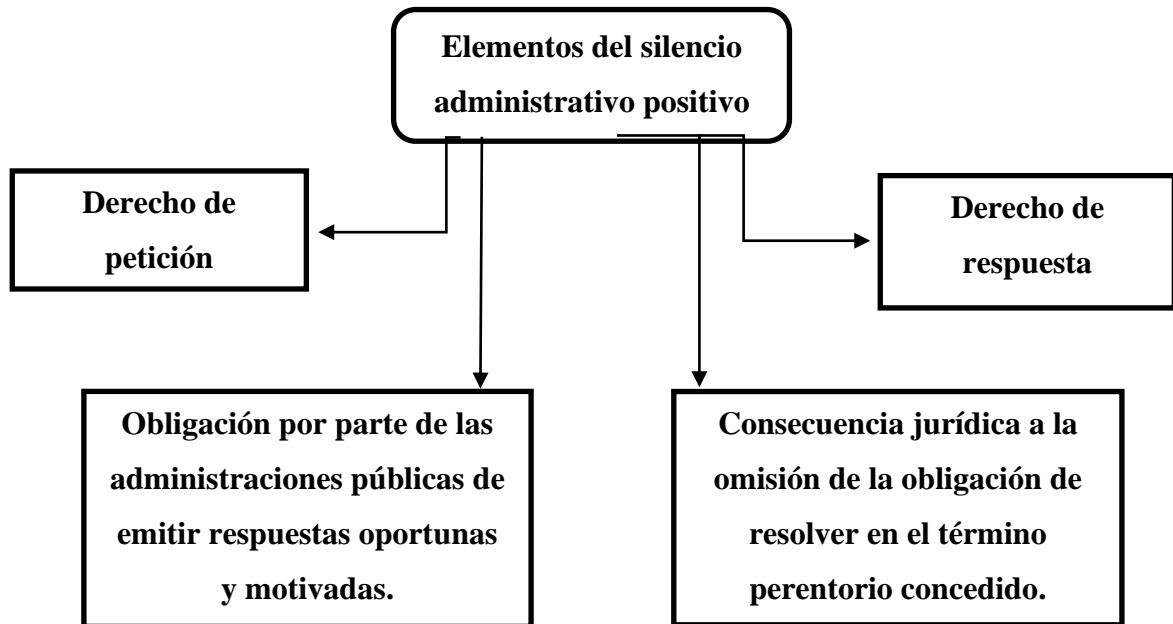 Elementos del silencio
administrativo positivo
Derecho de
petición
Derecho de
respuesta
Obligación por parte de las
administraciones públicas de
emitir respuestas oportunas
y motivadas.
Consecuencia jurídica a la
omisión de la obligación de
resolver en el término
perentorio concedido.